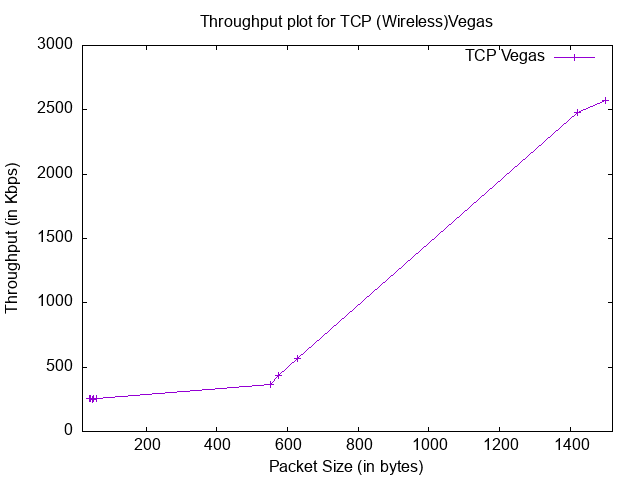 Throughput plot for TCP (Wireless)Vegas
TCP Vegas
3000
2500
2000
1500
1000
500
0
Throughput (in Kbps)
200 400 600 800 1000 1200 1400
Packet Size (in bytes)